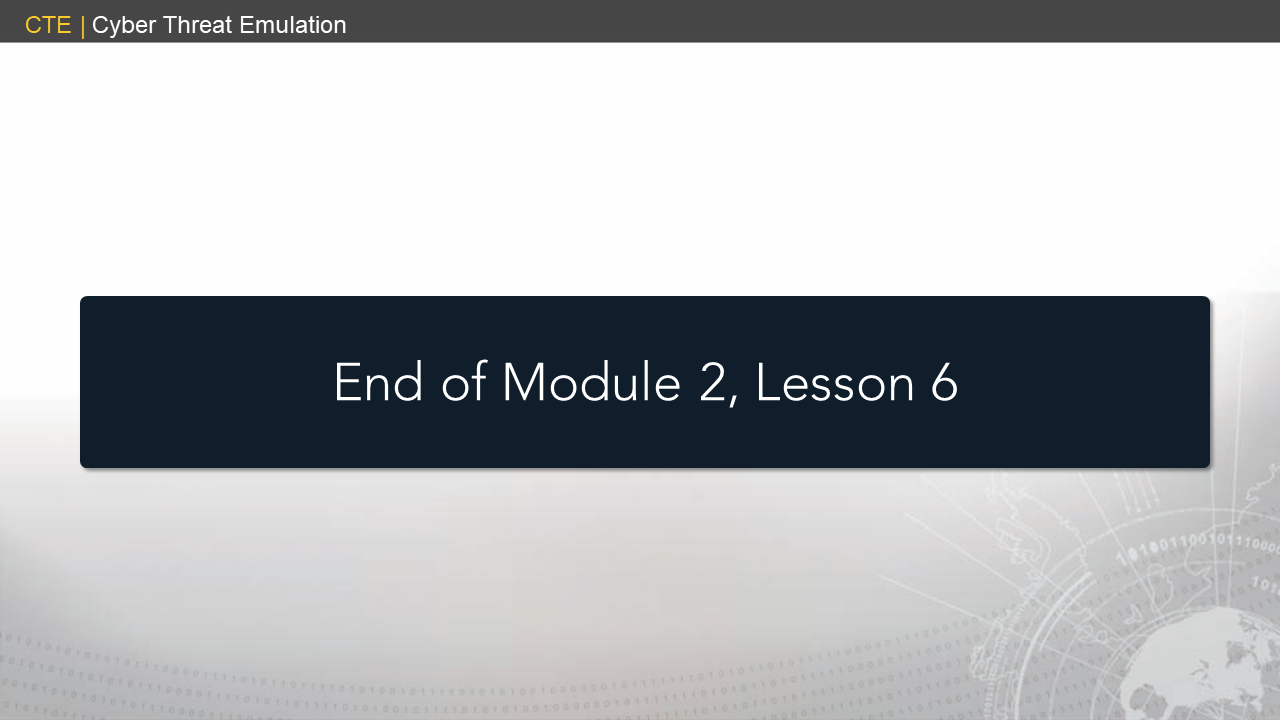 CTE | Cyber Threat Emulation
End of Module 2, Lesson 6